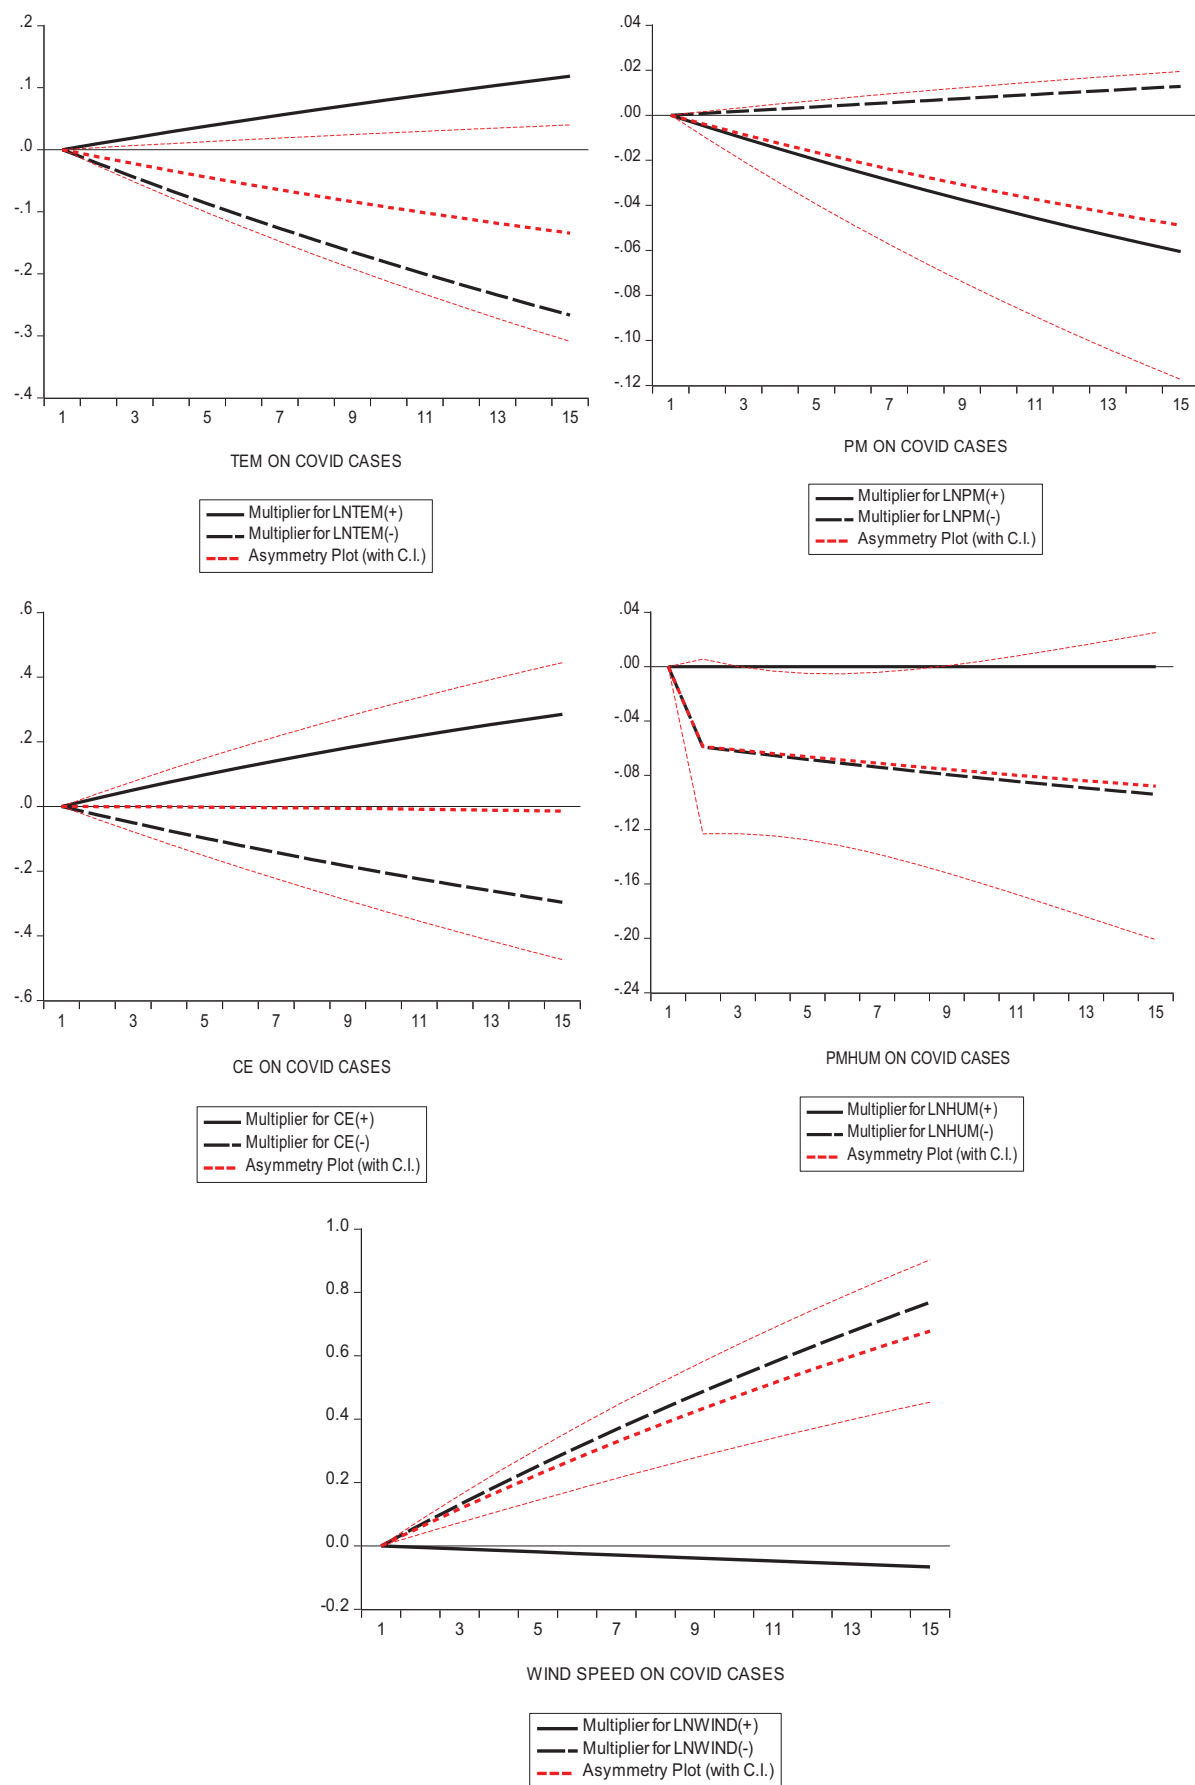 .2
.1
.0
-.1
-.2
-.3
-.4
1 3 5 7 9 11 13 15
TEM ON COVID CASES
Multiplier for LNTEM(+)
Multiplier for LNTEM(-)
Asymmetry Plot (with C.I.)
.04
.02
.00
-.02
-.04
-.06
-.08
-.10
-.12
1 3 5 7 9 11 13 15
PM ON COVID CASES
Multiplier for LNPM(+)
Multiplier for LNPM(-)
Asymmetry Plot (with C.I.)
.6
.4
.2
.0
-.2
-.4
-.6
1 3 5 7 9 11 13 15
CE ON COVID CASES
Multiplier for CE(+)
Multiplier for CE(-)
Asymmetry Plot (with C.I.)
.04
.00
-.04
-.08
-.12
-.16
-.20
-.24
1 3 5 7 9 11 13 15
PMHUM ON COVID CASES
Multiplier for LNHUM(+)
Multiplier for LNHUM(-)
Asymmetry Plot (with C.I.)
1.0
0.8
0.6
0.4
0.2
0.0
-0.2
1 3 5 7 9 11 13 15
WIND SPEED ON COVID CASES
Multiplier for LNWIND(+)
Multiplier for LNWIND(-)
Asymmetry Plot (with C.I.)